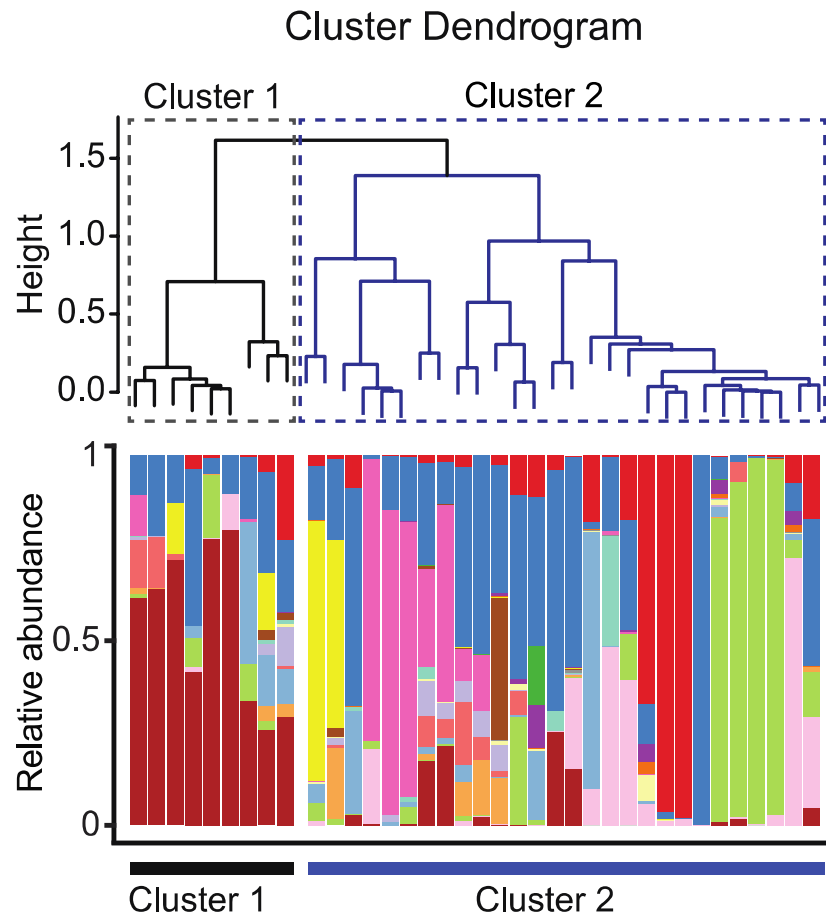 Cluster Dendrogram
Cluster 1
Cluster 2
Height
1.5
1.0
0.5
0.0
Relative abundance
1
0.5
0
Cluster 1
Cluster 2